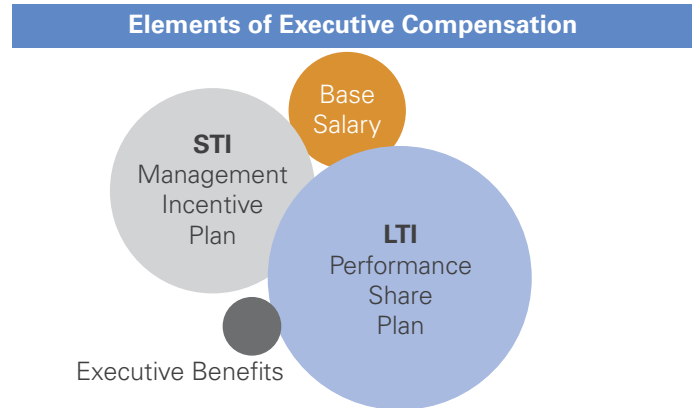 Elements of Executive Compensation
Base
Salary
STI
Management
Incentive
Plan
LTI
Performance
Share
Plan
Executive Benefits